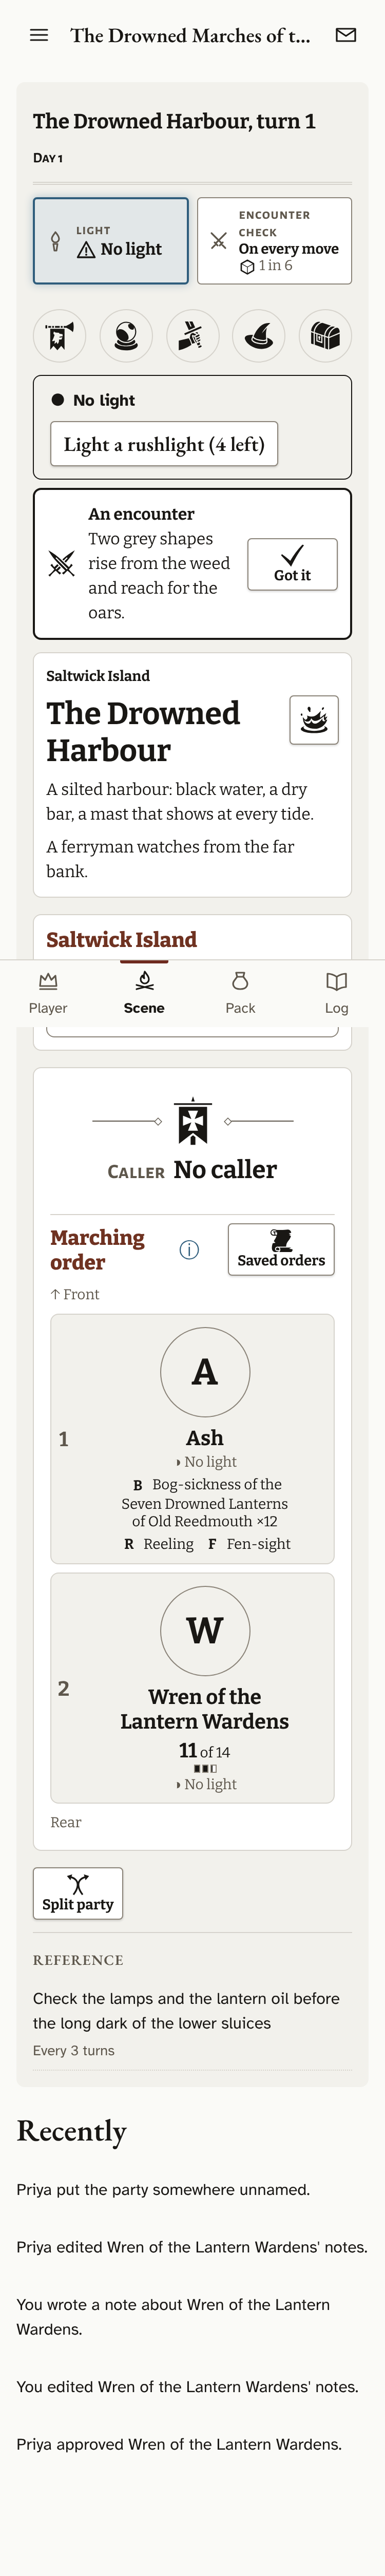 The Drowned Marches of t...
The Drowned Harbour, turn 1
DAY 1
LIGHT
No light
ENCOUNTER
CHECK
On every move
1 in 6
No light
Light a rushlight (4 left)
An encounter
Two grey shapes
rise from the weed
and reach for the
oars.
Got it
Saltwick Island
The Drowned
Harbour
A silted harbour: black water, a dry
bar, a mast that shows at every tide.
A ferryman watches from the far
bank.
Saltwick Island
Player
Scene
Pack
Log
CALLER No caller
Marching
order
Saved orders
↑ Front
A
1
Ash
No light
B Bog-sickness of the
Seven Drowned Lanterns
of Old Reedmouth ×12
R Reeling F Fen-sight
W
2
Wren of the
Lantern Wardens
11 of 14
No light
Rear
Split party
REFERENCE
Check the lamps and the lantern oil before
the long dark of the lower sluices
Every 3 turns
Recently
Priya put the party somewhere unnamed.
Priya edited Wren of the Lantern Wardens' notes.
You wrote a note about Wren of the Lantern
Wardens.
You edited Wren of the Lantern Wardens' notes.
Priya approved Wren of the Lantern Wardens.